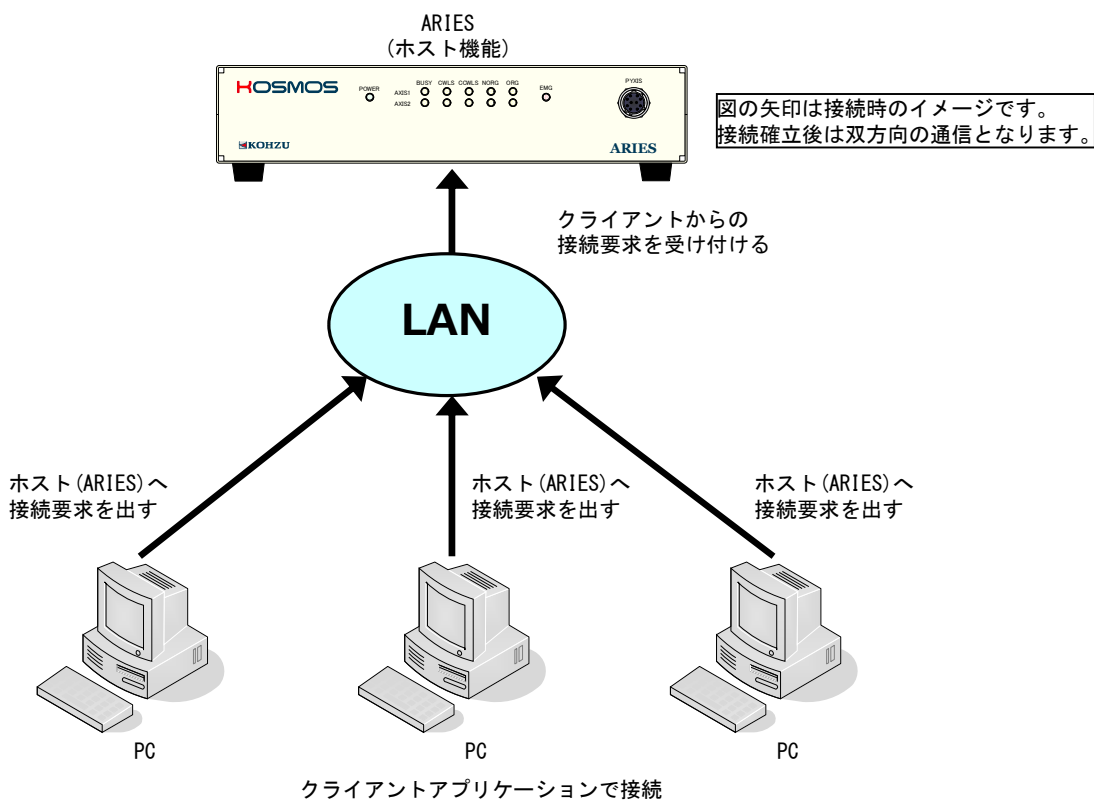 ARIES
(ホスト機能)
KOSMOS
POWER
BUSY CWLS CCWLS NORG ORG
AXIS1
AXIS2
EMG
PYXIS
KOHZU
ARIES
図の矢印は接続時のイメージです。
接続確立後は双方向の通信となります。
クライアントからの
接続要求を受け付ける
LAN
ホスト(ARIES)へ
接続要求を出す
ホスト(ARIES)へ
接続要求を出す
ホスト(ARIES)へ
接続要求を出す
PC
PC
PC
クライアントアプリケーションで接続